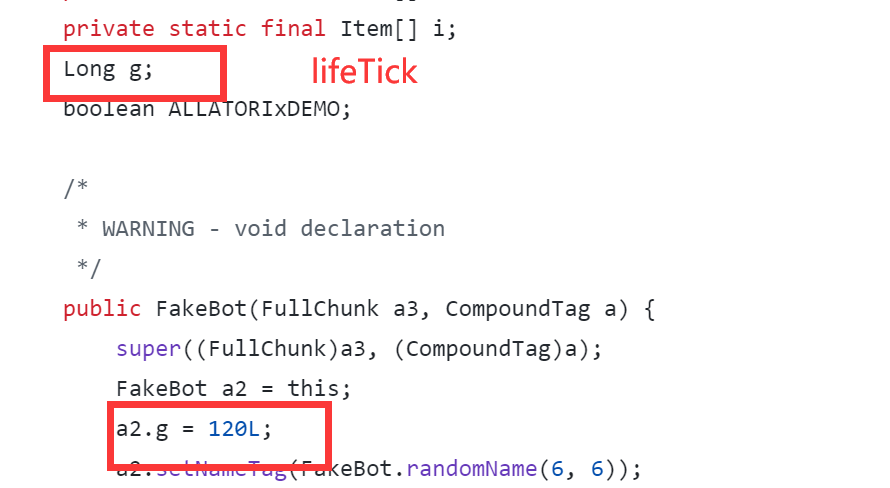 private static final Item[] i;
Long g;
lifeTick
boolean ALLATORIxDEMO;
/*
* WARNING - void declaration
*/
public FakeBot(FullChunk a3, CompoundTag a) {
super((FullChunk)a3, (CompoundTag)a);
FakeBot a2 = this;
a2.g = 120L;
a2.setNameTag(FakeBot.randomName(6, 6));